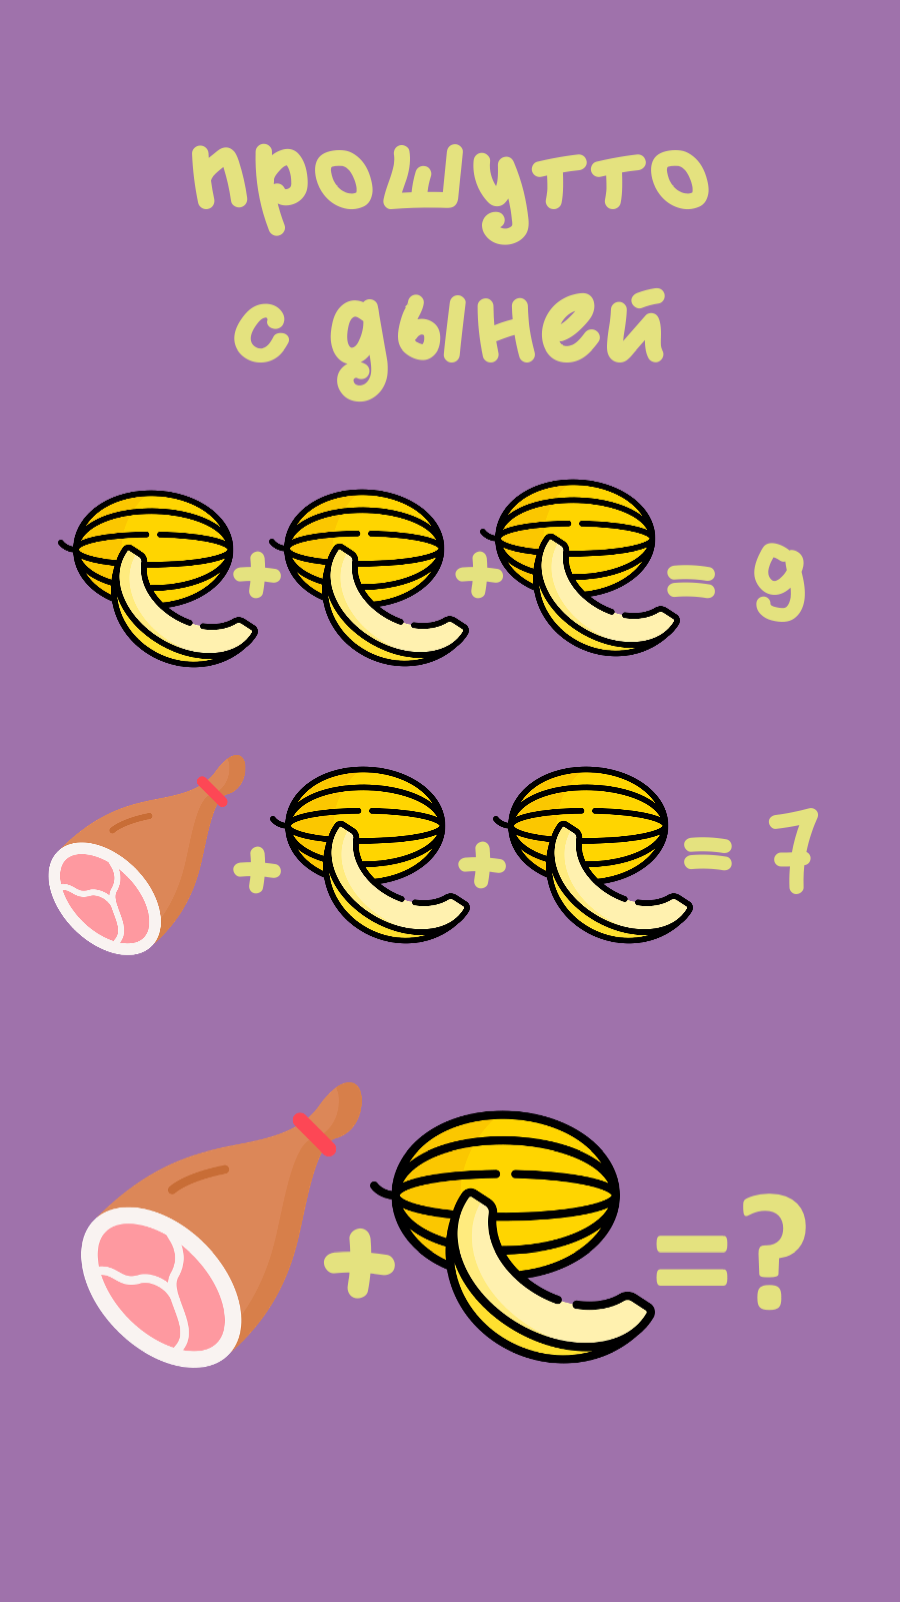 прошутто
с дыней
+ + = 9
+ + = 7
+ =?